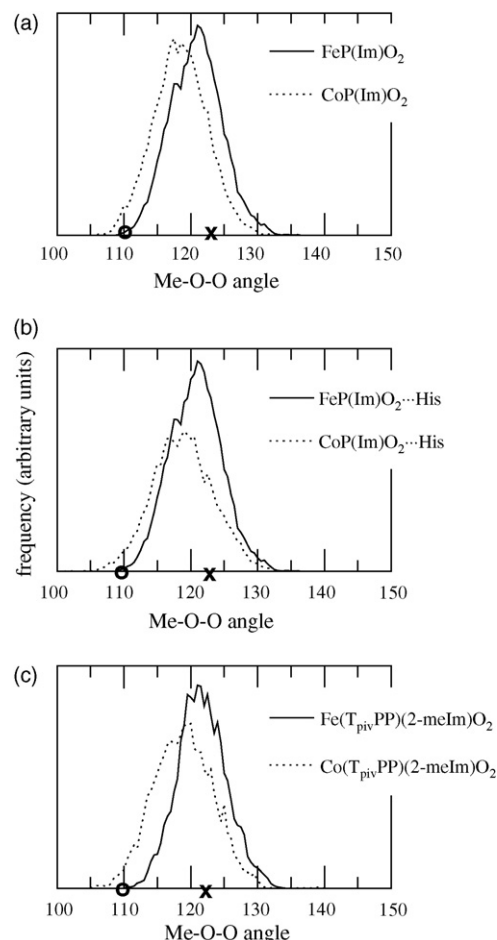 (a)
FeP(Im)O₂
CoP(Im)O₂
100 110 120 130 140 150
Me-O-O angle
(b)
FeP(Im)O₂···His
CoP(Im)O₂···His
frequency (arbitrary units)
100 110 120 130 140 150
Me-O-O angle
(c)
Fe(TpivPP)(2-meIm)O₂
Co(TpivPP)(2-meIm)O₂
100 110 120 130 140 150
Me-O-O angle